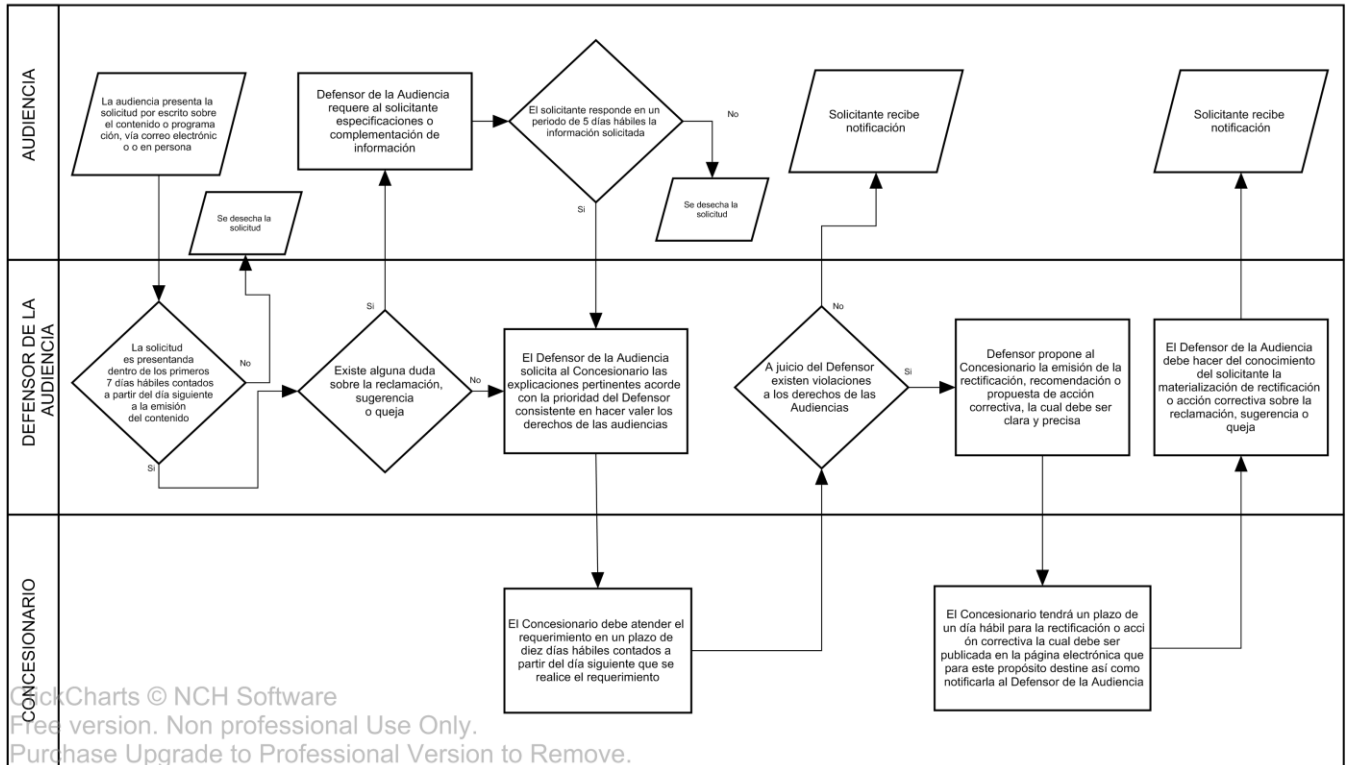 AUDIENCIA
La audiencia presenta la
solicitud por escrito sobre
el contenido o programa
ción, vía correo electrónic
o o en persona
Se desecha la
solicitud
Defensor de la Audiencia
requere al solicitante
especificaciones o
complementación de
información
El solicitante responde en un
periodo de 5 días hábiles la
información solicitada
No
Si
Se desecha la
solicitud
Solicitante recibe
notificación
Solicitante recibe
notificación
DEFENSOR DE LA
AUDIENCIA
La solicitud
es presentanda
dentro de los primeros
7 días hábiles contados
a partir del día siguiente
a la emisión
del contenido
No
Si
Existe alguna duda
sobre la reclamación,
sugerencia
o queja
Si
No
El Defensor de la Audiencia
solicita al Concesionario las
explicaciones pertinentes acorde
con la prioridad del Defensor
consistente en hacer valer los
derechos de las audiencias
A juicio del Defensor
existen violaciones
a los derechos de las
Audiencias
No
Si
Defensor propone al
Concesionario la emisión de la
rectificación, recomendación o
propuesta de acción
correctiva, la cual debe ser
clara y precisa
El Defensor de la Audiencia
debe hacer del conocimiento
del solicitante la
materialización de rectificación
o acción correctiva sobre la
reclamación, sugerencia o
queja
CONCESIONARIO
El Concesionario debe atender el
requerimiento en un plazo de
diez días hábiles contados a
partir del día siguiente que se
realice el requerimiento
El Concesionario tendrá un plazo de
un día hábil para la rectificación o acci
ón correctiva la cual debe ser
publicada en la página electrónica que
para este propósito destine así como
notificarla al Defensor de la Audiencia
ClickCharts © NCH Software
Free version. Non professional Use Only.
Purchase Upgrade to Professional Version to Remove.